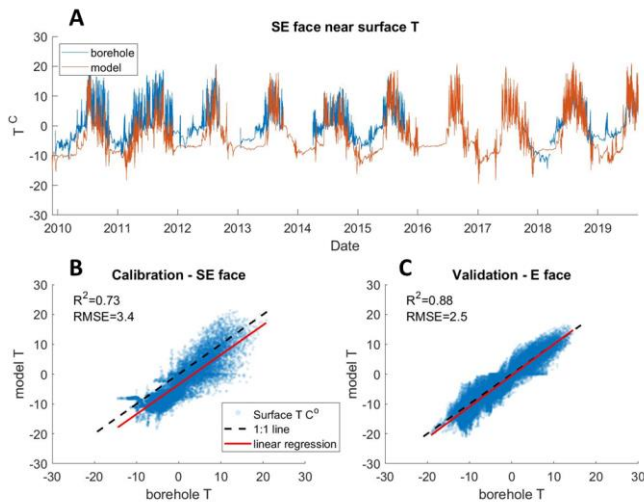 A
SE face near surface T
borehole
model
T C
30
20
10
0
-10
-20
-30
2010 2011 2012 2013 2014 2015 2016 2017 2018 2019
Date
B
Calibration - SE face
R²=0.73
RMSE=3.4
model T
30
20
10
0
-10
-20
-30
Surface T Cᵒ
1:1 line
linear regression
-30 -20 -10 0 10 20 30
borehole T
C
Validation - E face
R²=0.88
RMSE=2.5
model T
30
20
10
0
-10
-20
-30
-30 -20 -10 0 10 20 30
borehole T